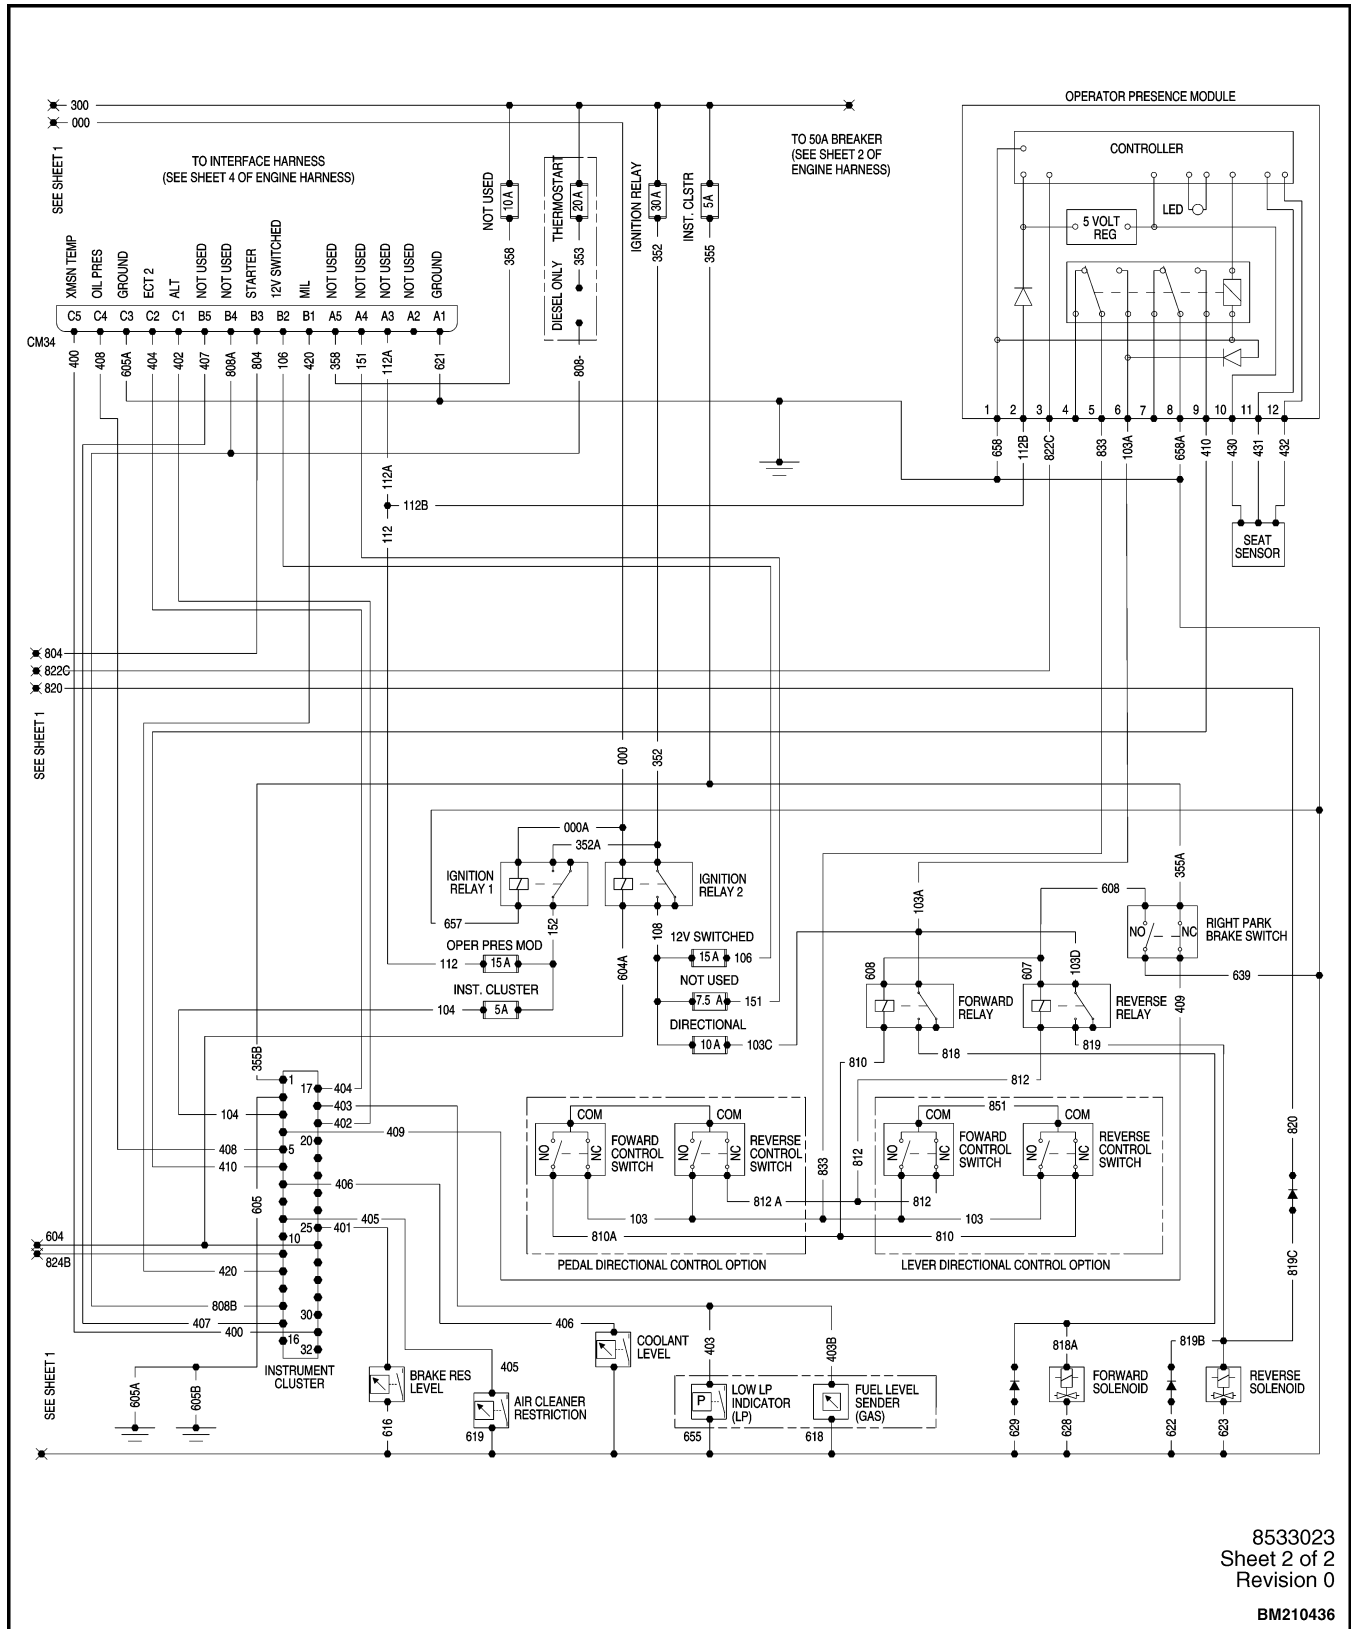 300
000
SEE SHEET 1
TO INTERFACE HARNESS
(SEE SHEET 4 OF ENGINE HARNESS)
TO 50A BREAKER
(SEE SHEET 2 OF
ENGINE HARNESS)
NOT USED
10 A
358
DIESEL ONLY
THERMOSTART
20 A
353
808-
IGNITION RELAY
30 A
352
INST. CLSTR
5A
355
OPERATOR PRESENCE MODULE
CONTROLLER
LED
5 VOLT
REG
1 2 3 4 5 6 7 8 9 10 11 12
658 112B 822C 833 103A 658A 410 430 431 432
SEAT
SENSOR
XMSN TEMP
OIL PRES
GROUND
ECT 2
ALT
NOT USED
NOT USED
STARTER
12V SWITCHED
MIL
NOT USED
NOT USED
NOT USED
NOT USED
GROUND
C5 C4 C3 C2 C1 B5 B4 B3 B2 B1 A5 A4 A3 A2 A1
CM34
400 408 605A 404 402 407 808A 804 106 420 358 151 112A 621
112A
112B
112
804
822C
820
SEE SHEET 1
000
352
000A
352A
IGNITION
RELAY 1
IGNITION
RELAY 2
657
152
108
604A
OPER PRES MOD
112
15 A
INST. CLUSTER
104
5A
12V SWITCHED
15 A
106
NOT USED
7.5 A
151
DIRECTIONAL
10 A
103C
103A
608
355A
NO
NC
RIGHT PARK
BRAKE SWITCH
639
409
608
607
103D
FORWARD
RELAY
REVERSE
RELAY
810
818
819
812
355B
1
17
404
403
104
402
409
20
408
5
410
406
605
405
25
401
10
604
824B
420
808B
30
407
400
16
32
INSTRUMENT
CLUSTER
COM
COM
NO
NC
FOWARD
CONTROL
SWITCH
NO
NC
REVERSE
CONTROL
SWITCH
833
812
851
COM
COM
NO
NC
FOWARD
CONTROL
SWITCH
NO
NC
REVERSE
CONTROL
SWITCH
812 A
812
103
103
810A
810
PEDAL DIRECTIONAL CONTROL OPTION
LEVER DIRECTIONAL CONTROL OPTION
820
819C
SEE SHEET 1
605A
605B
BRAKE RES
LEVEL
616
405
AIR CLEANER
RESTRICTION
619
406
COOLANT
LEVEL
403
403B
P
LOW LP
INDICATOR
(LP)
655
FUEL LEVEL
SENDER
(GAS)
618
818A
FORWARD
SOLENOID
629
628
819B
REVERSE
SOLENOID
622
623
8533023
Sheet 2 of 2
Revision 0
BM210436